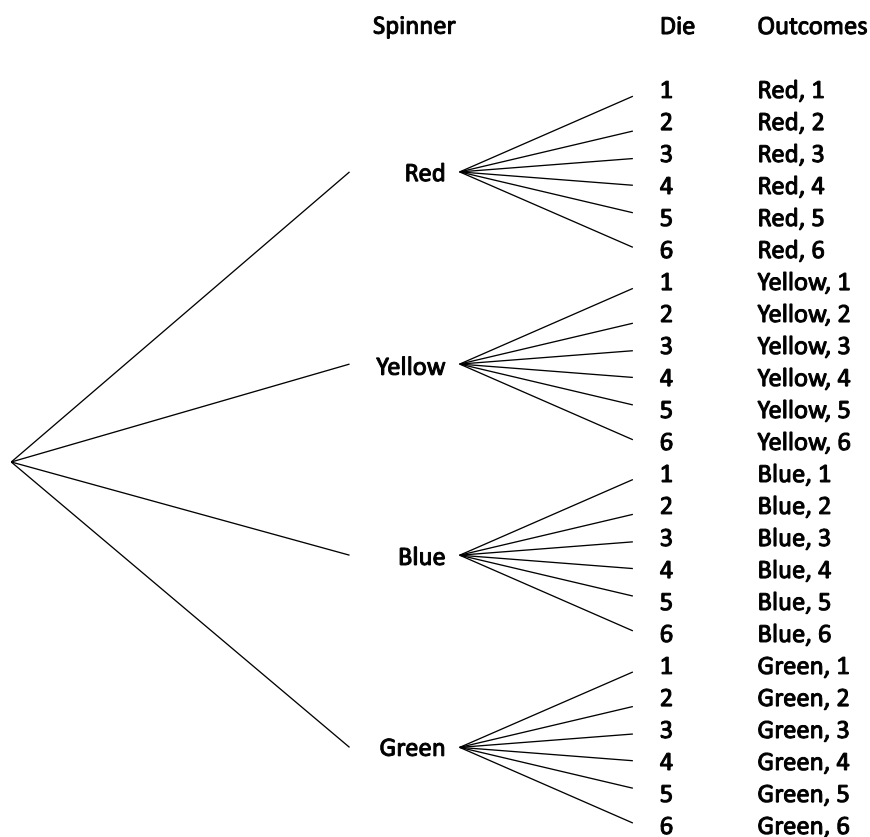 Spinner Die Outcomes
1 Red, 1
2 Red, 2
3 Red, 3
Red
4 Red, 4
5 Red, 5
6 Red, 6
1 Yellow, 1
2 Yellow, 2
3 Yellow, 3
Yellow
4 Yellow, 4
5 Yellow, 5
6 Yellow, 6
1 Blue, 1
2 Blue, 2
3 Blue, 3
Blue
4 Blue, 4
5 Blue, 5
6 Blue, 6
1 Green, 1
2 Green, 2
3 Green, 3
Green
4 Green, 4
5 Green, 5
6 Green, 6